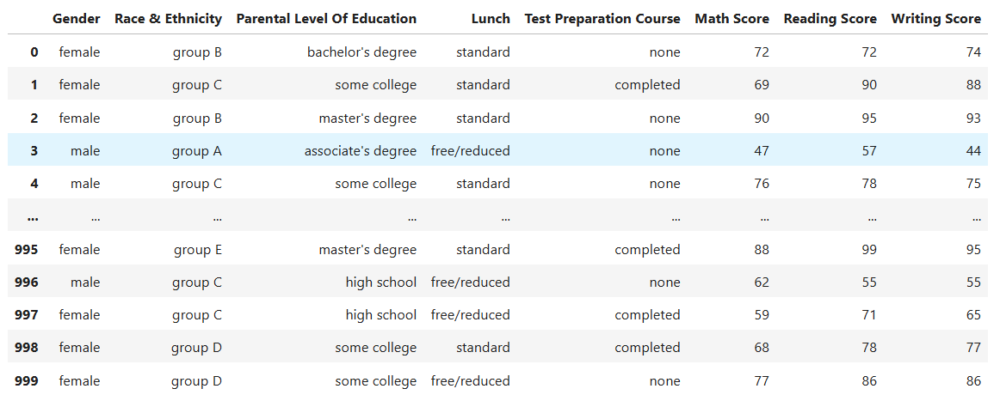 Gender Race & Ethnicity Parental Level Of Education Lunch Test Preparation Course Math Score Reading Score Writing Score
0 female group B bachelor's degree standard none 72 72 74
1 female group C some college standard completed 69 90 88
2 female group B master's degree standard none 90 95 93
3 male group A associate's degree free/reduced none 47 57 44
4 male group C some college standard none 76 78 75
... ... ... ... ... ... ... ... ...
995 female group E master's degree standard completed 88 99 95
996 male group C high school free/reduced none 62 55 55
997 female group C high school free/reduced completed 59 71 65
998 female group D some college standard completed 68 78 77
999 female group D some college free/reduced none 77 86 86